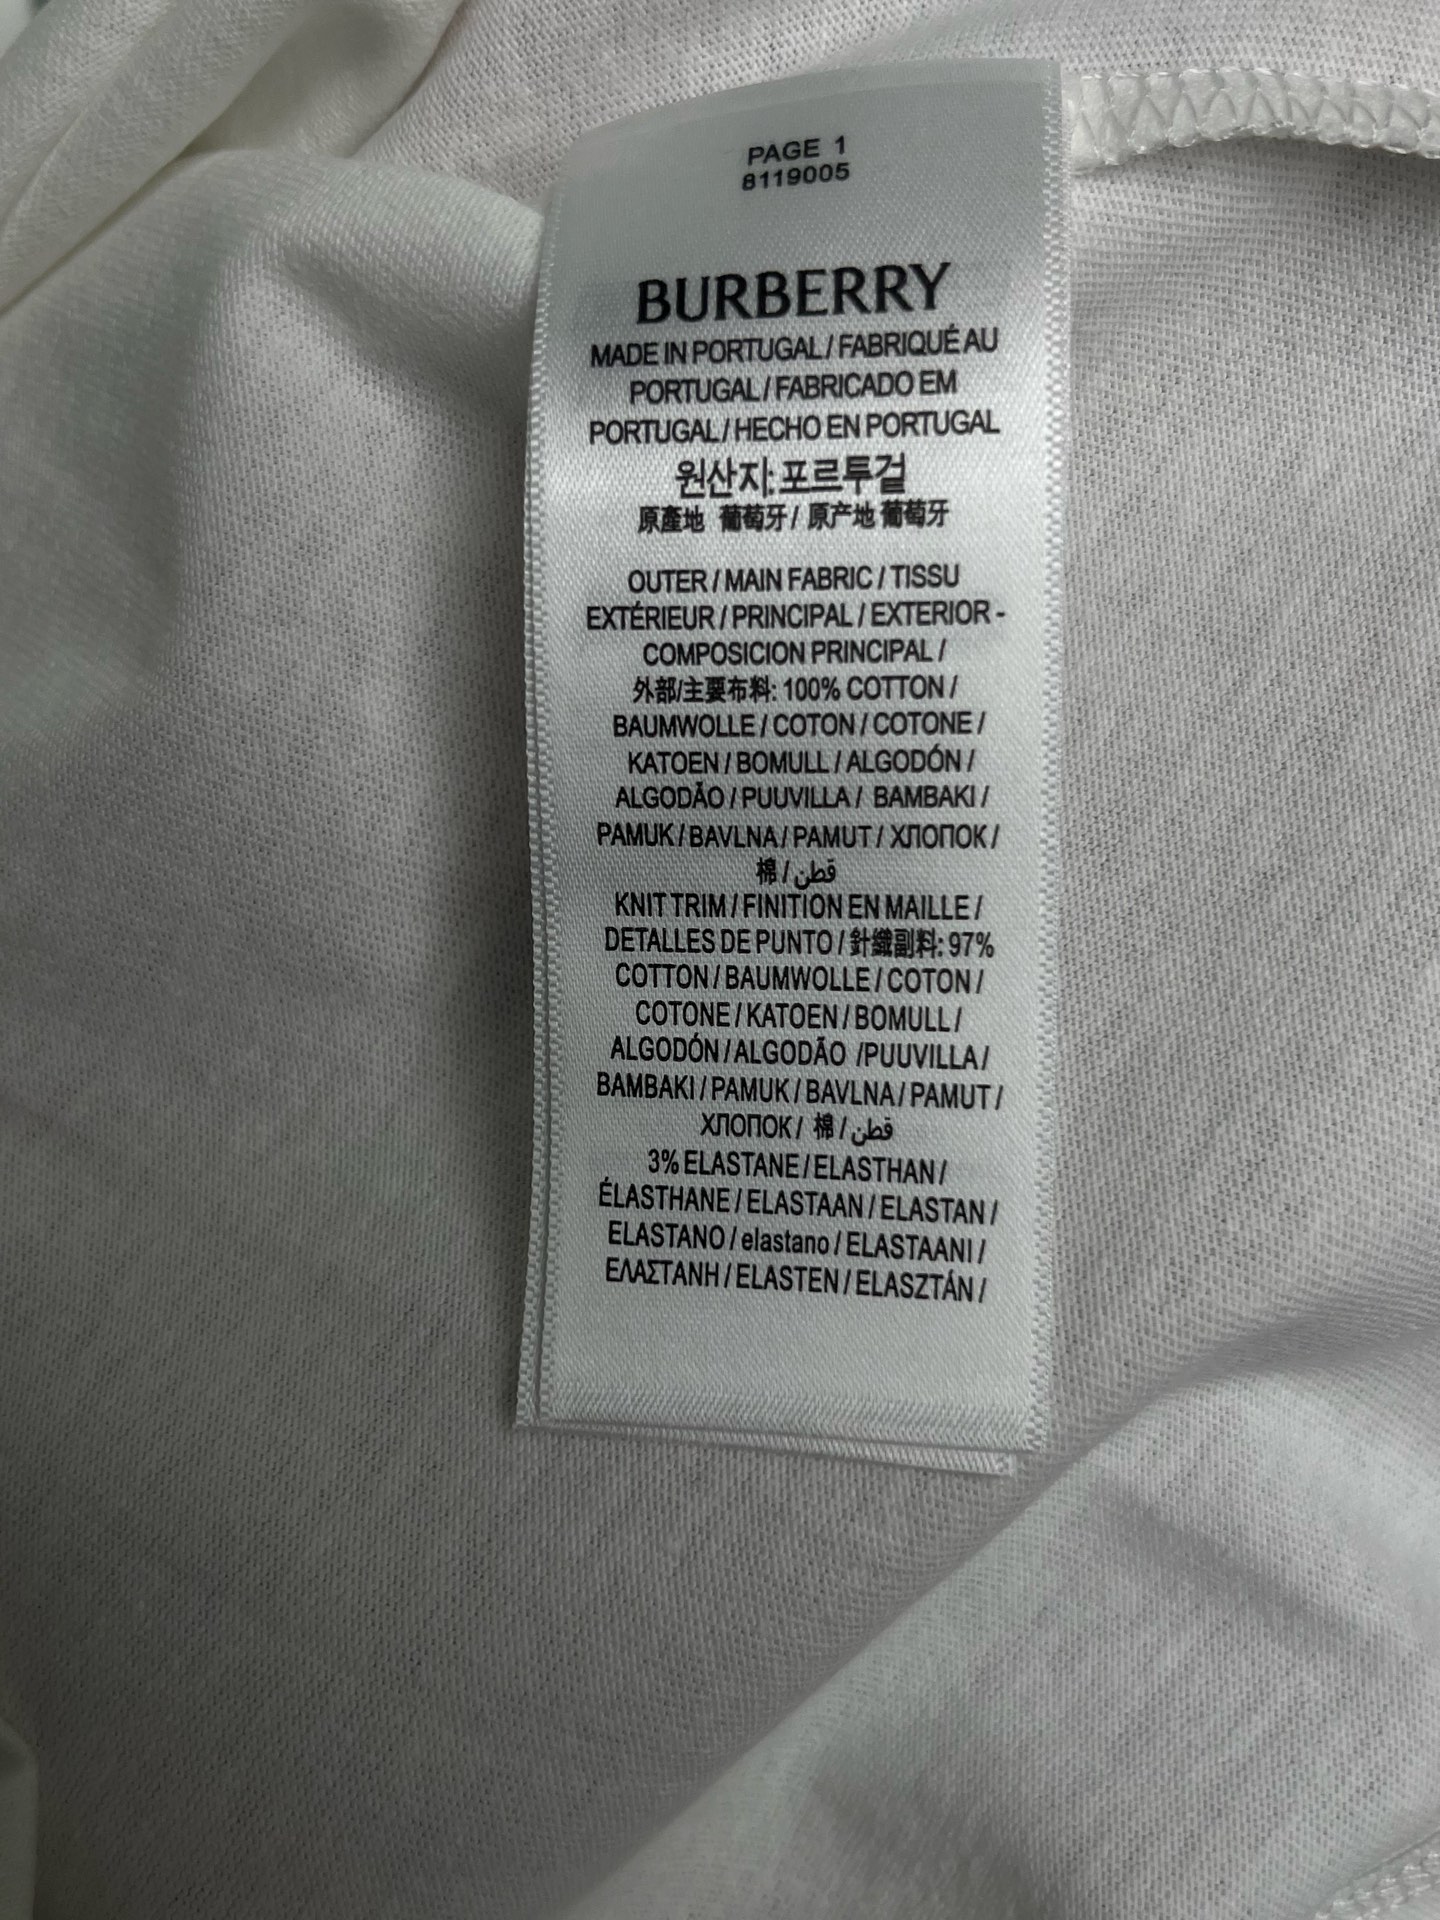 PAGE 1
8119005
BURBERRY
MADE IN PORTUGAL / FABRIQUÉ AU
PORTUGAL / FABRICADO EM
PORTUGAL / HECHO EN PORTUGAL
원산지: 포르투걸
原產地 葡萄牙 / 原产地 葡萄牙
OUTER / MAIN FABRIC / TISSU
EXTÉRIEUR / PRINCIPAL / EXTERIOR -
COMPOSICION PRINCIPAL /
外部/主要布料: 100% COTTON /
BAUMWOLLE / COTON / COTONE /
KATOEN / BOMULL / ALGODÓN /
ALGODÃO / PUUVILLA / BAMBAKI /
PAMUK / BAVLNA / PAMUT / ХЛОПОК /
棉 / قطن
KNIT TRIM / FINITION EN MAILLE /
DETALLES DE PUNTO / 針織副料: 97%
COTTON / BAUMWOLLE / COTON /
COTONE / KATOEN / BOMULL /
ALGODÓN / ALGODÃO /PUUVILLA /
BAMBAKI / PAMUK / BAVLNA / PAMUT /
ХЛОПОК / 棉 / قطن
3% ELASTANE / ELASTHAN /
ÉLASTHANE / ELASTAAN / ELASTAN /
ELASTANO / elastano / ELASTAANI /
ΕΛΑΣΤΑΝΗ / ELASTEN / ELASZTÁN /